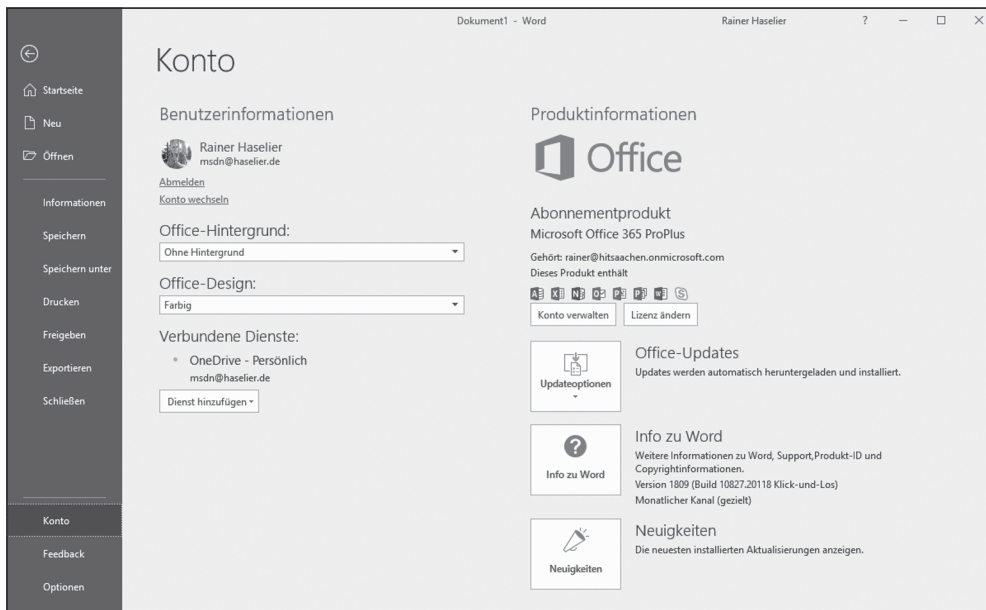 Dokument1 - Word
Rainer Haselier
?
Startseite
Neu
Öffnen
Informationen
Speichern
Speichern unter
Drucken
Freigeben
Exportieren
Schließen
Konto
Feedback
Optionen
Konto
Benutzerinformationen
Rainer Haselier
msdn@haselier.de
Abmelden
Konto wechseln
Office-Hintergrund:
Ohne Hintergrund
Office-Design:
Farbig
Verbundene Dienste:
OneDrive - Persönlich
msdn@haselier.de
Dienst hinzufügen
Produktinformationen
Office
Abonnementprodukt
Microsoft Office 365 ProPlus
Gehört: rainer@hitsaachen.onmicrosoft.com
Dieses Produkt enthält
Konto verwalten
Lizenz ändern
Updateoptionen
Office-Updates
Updates werden automatisch heruntergeladen und installiert.
Info zu Word
Info zu Word
Weitere Informationen zu Word, Support,Produkt-ID und
Copyrightinformationen.
Version 1809 (Build 10827.20118 Klick-und-Los)
Monatlicher Kanal (gezielt)
Neuigkeiten
Neuigkeiten
Die neuesten installierten Aktualisierungen anzeigen.